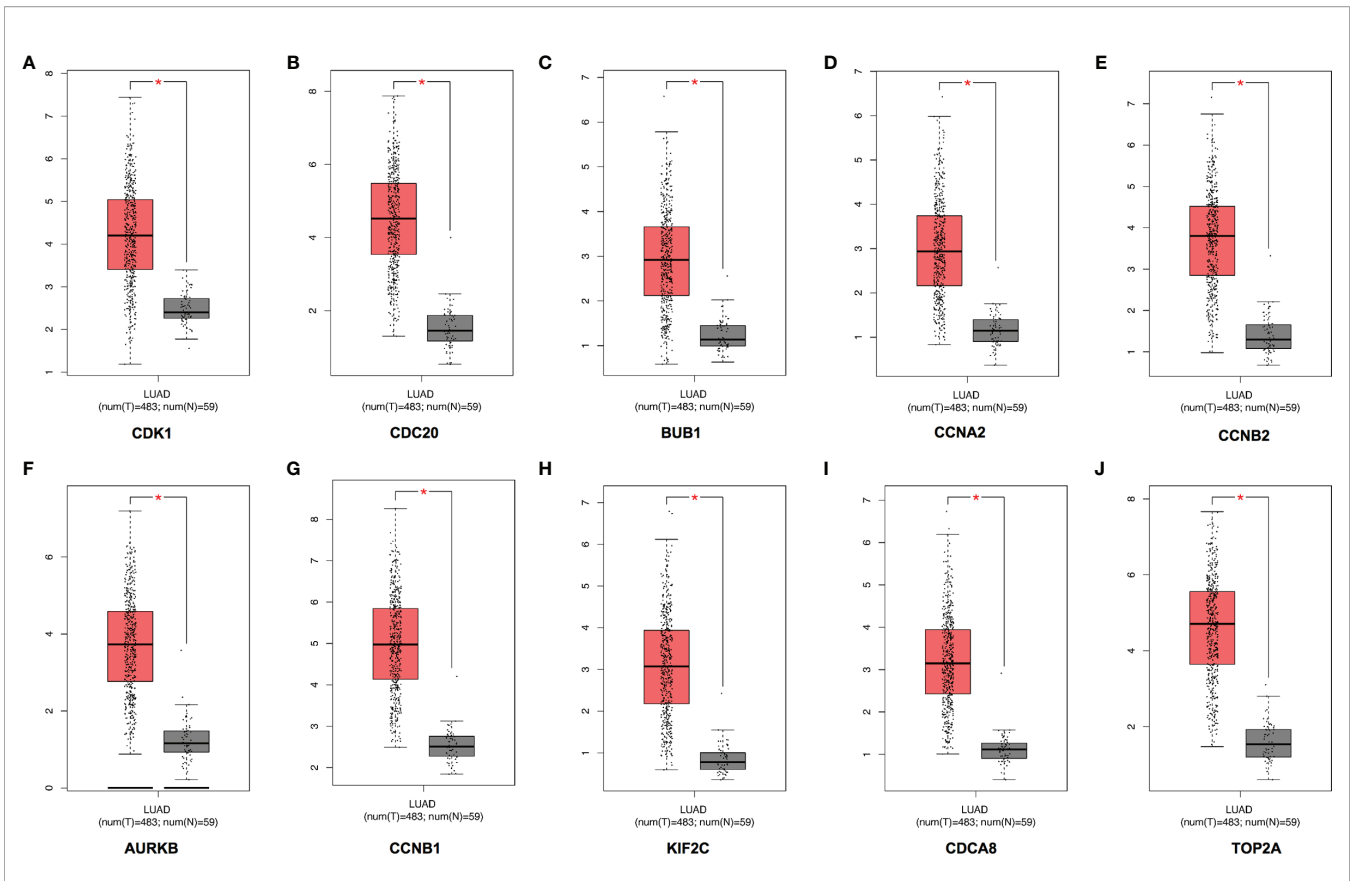 A
*
8
7
6
5
4
3
2
1
LUAD
(num(T)=483; num(N)=59)
CDK1
B
*
8
6
4
2
LUAD
(num(T)=483; num(N)=59)
CDC20
C
*
7
6
5
4
3
2
1
LUAD
(num(T)=483; num(N)=59)
BUB1
D
*
7
6
5
4
3
2
1
LUAD
(num(T)=483; num(N)=59)
CCNA2
E
*
7
6
5
4
3
2
1
LUAD
(num(T)=483; num(N)=59)
CCNB2
F
*
6
4
2
0
LUAD
(num(T)=483; num(N)=59)
AURKB
G
*
8
7
6
5
4
3
2
LUAD
(num(T)=483; num(N)=59)
CCNB1
H
*
7
6
5
4
3
2
1
LUAD
(num(T)=483; num(N)=59)
KIF2C
I
*
7
6
5
4
3
2
1
LUAD
(num(T)=483; num(N)=59)
CDCA8
J
*
8
6
4
2
LUAD
(num(T)=483; num(N)=59)
TOP2A